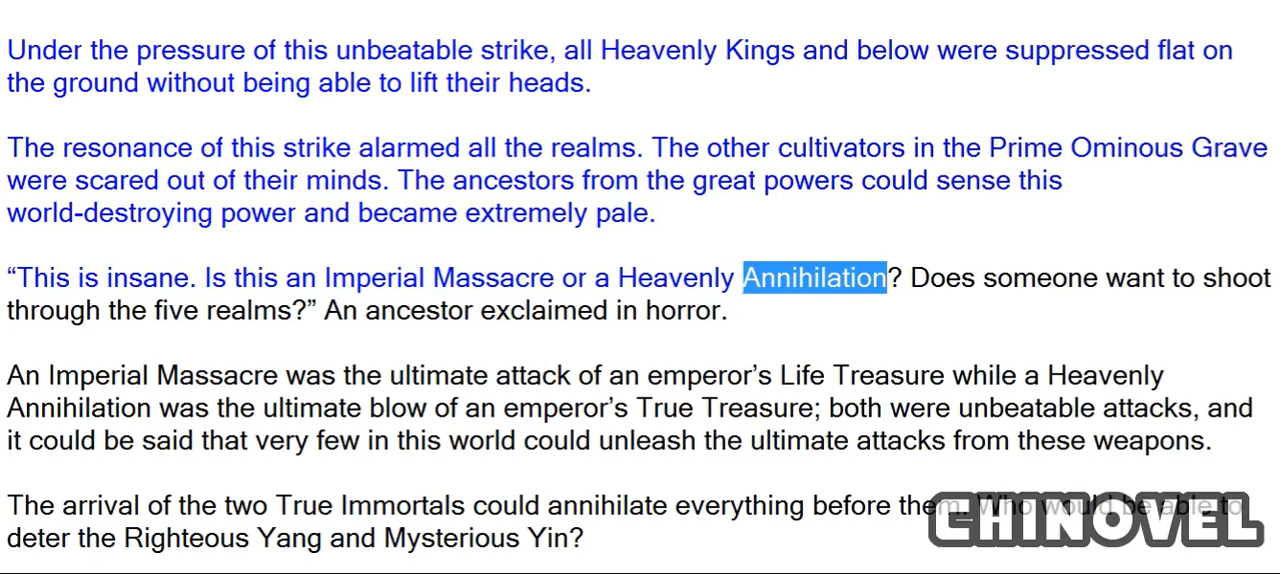 Under the pressure of this unbeatable strike, all Heavenly Kings and below were suppressed flat on
the ground without being able to lift their heads.
The resonance of this strike alarmed all the realms. The other cultivators in the Prime Ominous Grave
were scared out of their minds. The ancestors from the great powers could sense this
world-destroying power and became extremely pale.
“This is insane. Is this an Imperial Massacre or a Heavenly Annihilation? Does someone want to shoot
through the five realms?” An ancestor exclaimed in horror.
An Imperial Massacre was the ultimate attack of an emperor’s Life Treasure while a Heavenly
Annihilation was the ultimate blow of an emperor’s True Treasure; both were unbeatable attacks, and
it could be said that very few in this world could unleash the ultimate attacks from these weapons.
The arrival of the two True Immortals could annihilate everything before them. Who would be able to
deter the Righteous Yang and Mysterious Yin?
CHINOVEL